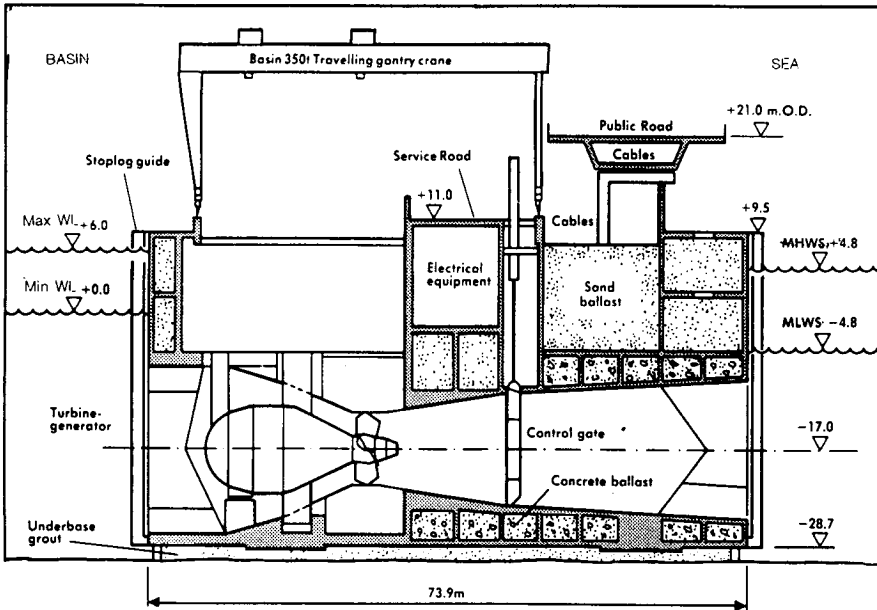 BASIN
Basin 350t Travelling gantry crane
SEA
+21.0 m.O.D.
Public Road
Cables
Stoplog guide
Service Road
+11.0
Cables
+9.5
Max WL +6.0
MHWS +4.8
Electrical
equipment
Sand
ballast
Min WL +0.0
MLWS -4.8
Turbine-
generator
Control gate
-17.0
Concrete ballast
Underbase
grout
-28.7
73.9m